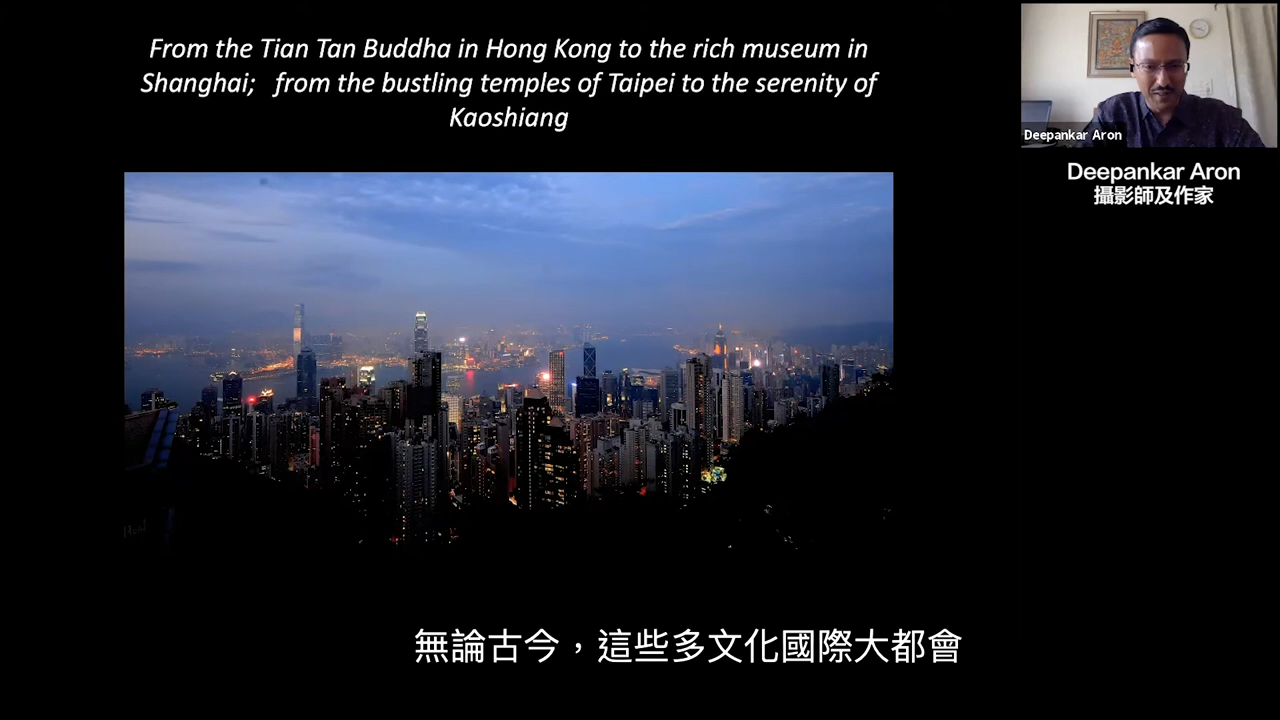 From the Tian Tan Buddha in Hong Kong to the rich museum in
Shanghai; from the bustling temples of Taipei to the serenity of
Kaoshiang
Deepankar Aron
Deepankar Aron
攝影師及作家
無論古今，這些多文化國際大都會